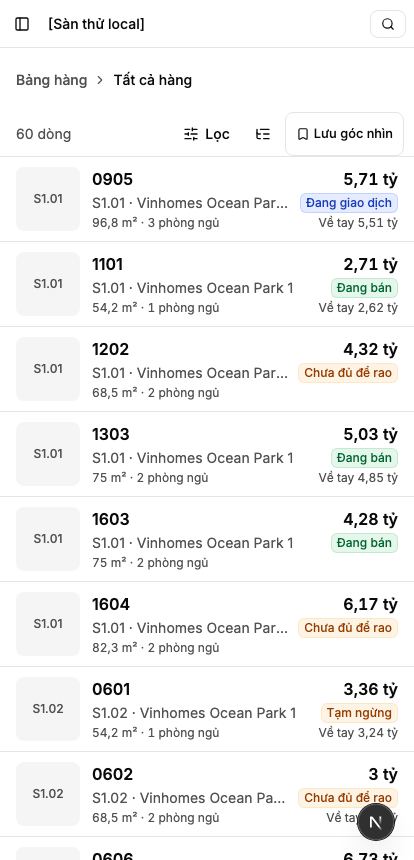 [Sàn thử local]
Bảng hàng > Tất cả hàng
60 dòng Lọc Lưu góc nhìn
S1.01 0905 5,71 tỷ
S1.01 · Vinhomes Ocean Par... Đang giao dịch
96,8 m² · 3 phòng ngủ Về tay 5,51 tỷ
S1.01 1101 2,71 tỷ
S1.01 · Vinhomes Ocean Park 1 Đang bán
54,2 m² · 1 phòng ngủ Về tay 2,62 tỷ
S1.01 1202 4,32 tỷ
S1.01 · Vinhomes Ocean Par... Chưa đủ để rao
68,5 m² · 2 phòng ngủ
S1.01 1303 5,03 tỷ
S1.01 · Vinhomes Ocean Park 1 Đang bán
75 m² · 2 phòng ngủ Về tay 4,85 tỷ
S1.01 1603 4,28 tỷ
S1.01 · Vinhomes Ocean Park 1 Đang bán
75 m² · 2 phòng ngủ
S1.01 1604 6,17 tỷ
S1.01 · Vinhomes Ocean Par... Chưa đủ để rao
82,3 m² · 2 phòng ngủ
S1.02 0601 3,36 tỷ
S1.02 · Vinhomes Ocean Park 1 Tạm ngừng
54,2 m² · 1 phòng ngủ Về tay 3,24 tỷ
S1.02 0602 3 tỷ
S1.02 · Vinhomes Ocean Pa... Chưa đủ để rao
68,5 m² · 2 phòng ngủ Về
N
0606 6,73 tỷ